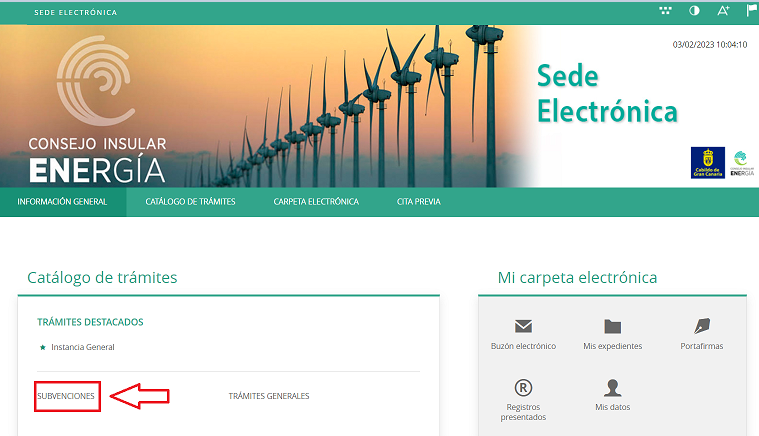 SEDE ELECTRÓNICA
A+
03/02/2023 10:04:10
CONSEJO INSULAR
ENERGÍA
Sede
Electrónica
Cabildo de
Gran Canaria
CONSEJO INSULAR
ENERGÍA
INFORMACIÓN GENERAL
CATÁLOGO DE TRÁMITES
CARPETA ELECTRÓNICA
CITA PREVIA
Catálogo de trámites
TRÁMITES DESTACADOS
Instancia General
SUBVENCIONES
TRÁMITES GENERALES
Mi carpeta electrónica
Buzón electrónico
Mis expedientes
Portafirmas
R
Registros
presentados
Mis datos